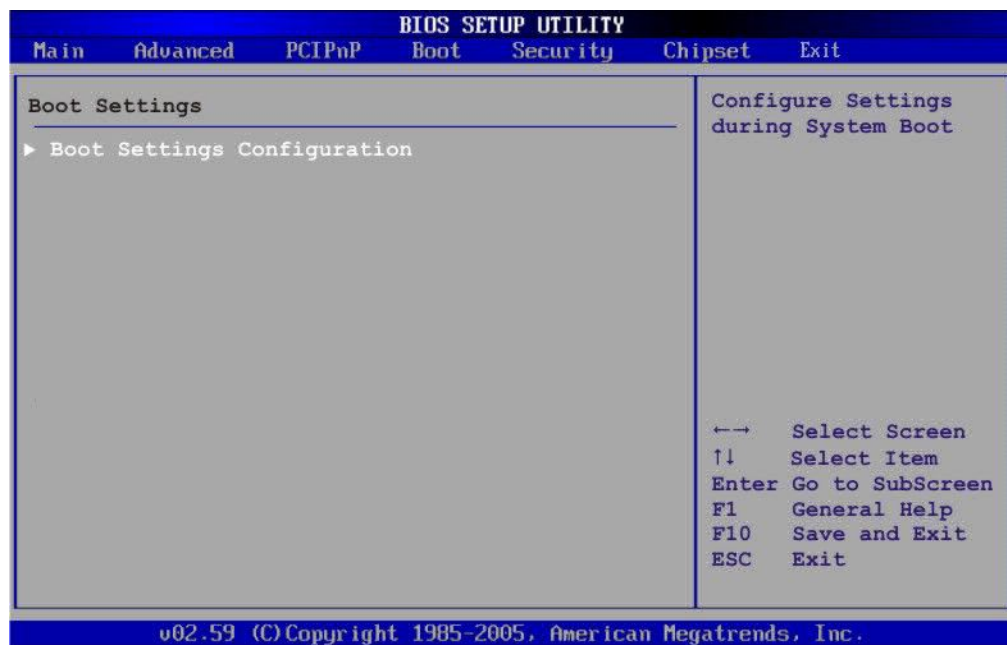 BIOS SETUP UTILITY
Main Advanced PCIPnP Boot Security Chipset Exit
Boot Settings
▶ Boot Settings Configuration
Configure Settings
during System Boot
←→ Select Screen
↑↓ Select Item
Enter Go to SubScreen
F1 General Help
F10 Save and Exit
ESC Exit
v02.59 (C)Copyright 1985-2005, American Megatrends, Inc.